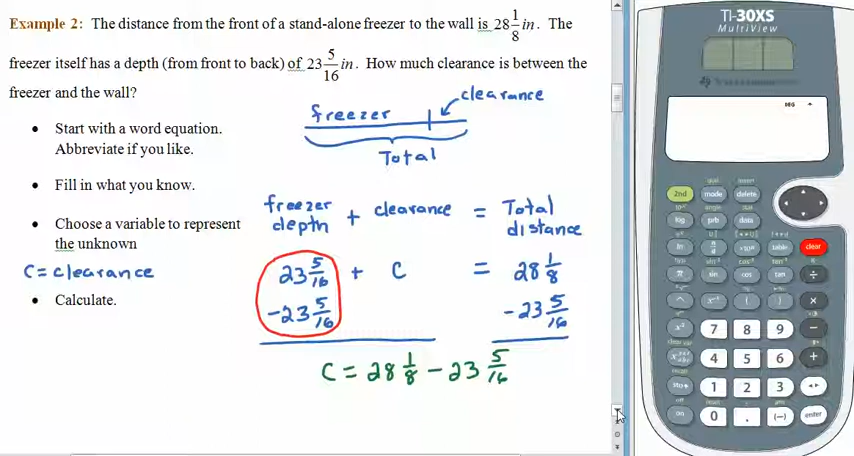 Example 2: The distance from the front of a stand-alone freezer to the wall is 28 1/8 in. The
freezer itself has a depth (from front to back) of 23 5/16 in. How much clearance is between the
freezer and the wall?
clearance
freezer
Total
• Start with a word equation.
Abbreviate if you like.
• Fill in what you know.
• Choose a variable to represent
the unknown
C = clearance
• Calculate.
freezer depth + clearance = Total distance
23 5/16 + C = 28 1/8
-23 5/16 -23 5/16
C = 28 1/8 - 23 5/16
TI-30XS
MultiView
Texas Instruments
DEG
2nd mode delete
log prb data
ln n/d ×10ⁿ table clear
π sin cos tan ÷
^ x⁻¹ ( ) ×
x² 7 8 9 −
4 5 6 +
sto▸ 1 2 3
on 0 . (−) enter